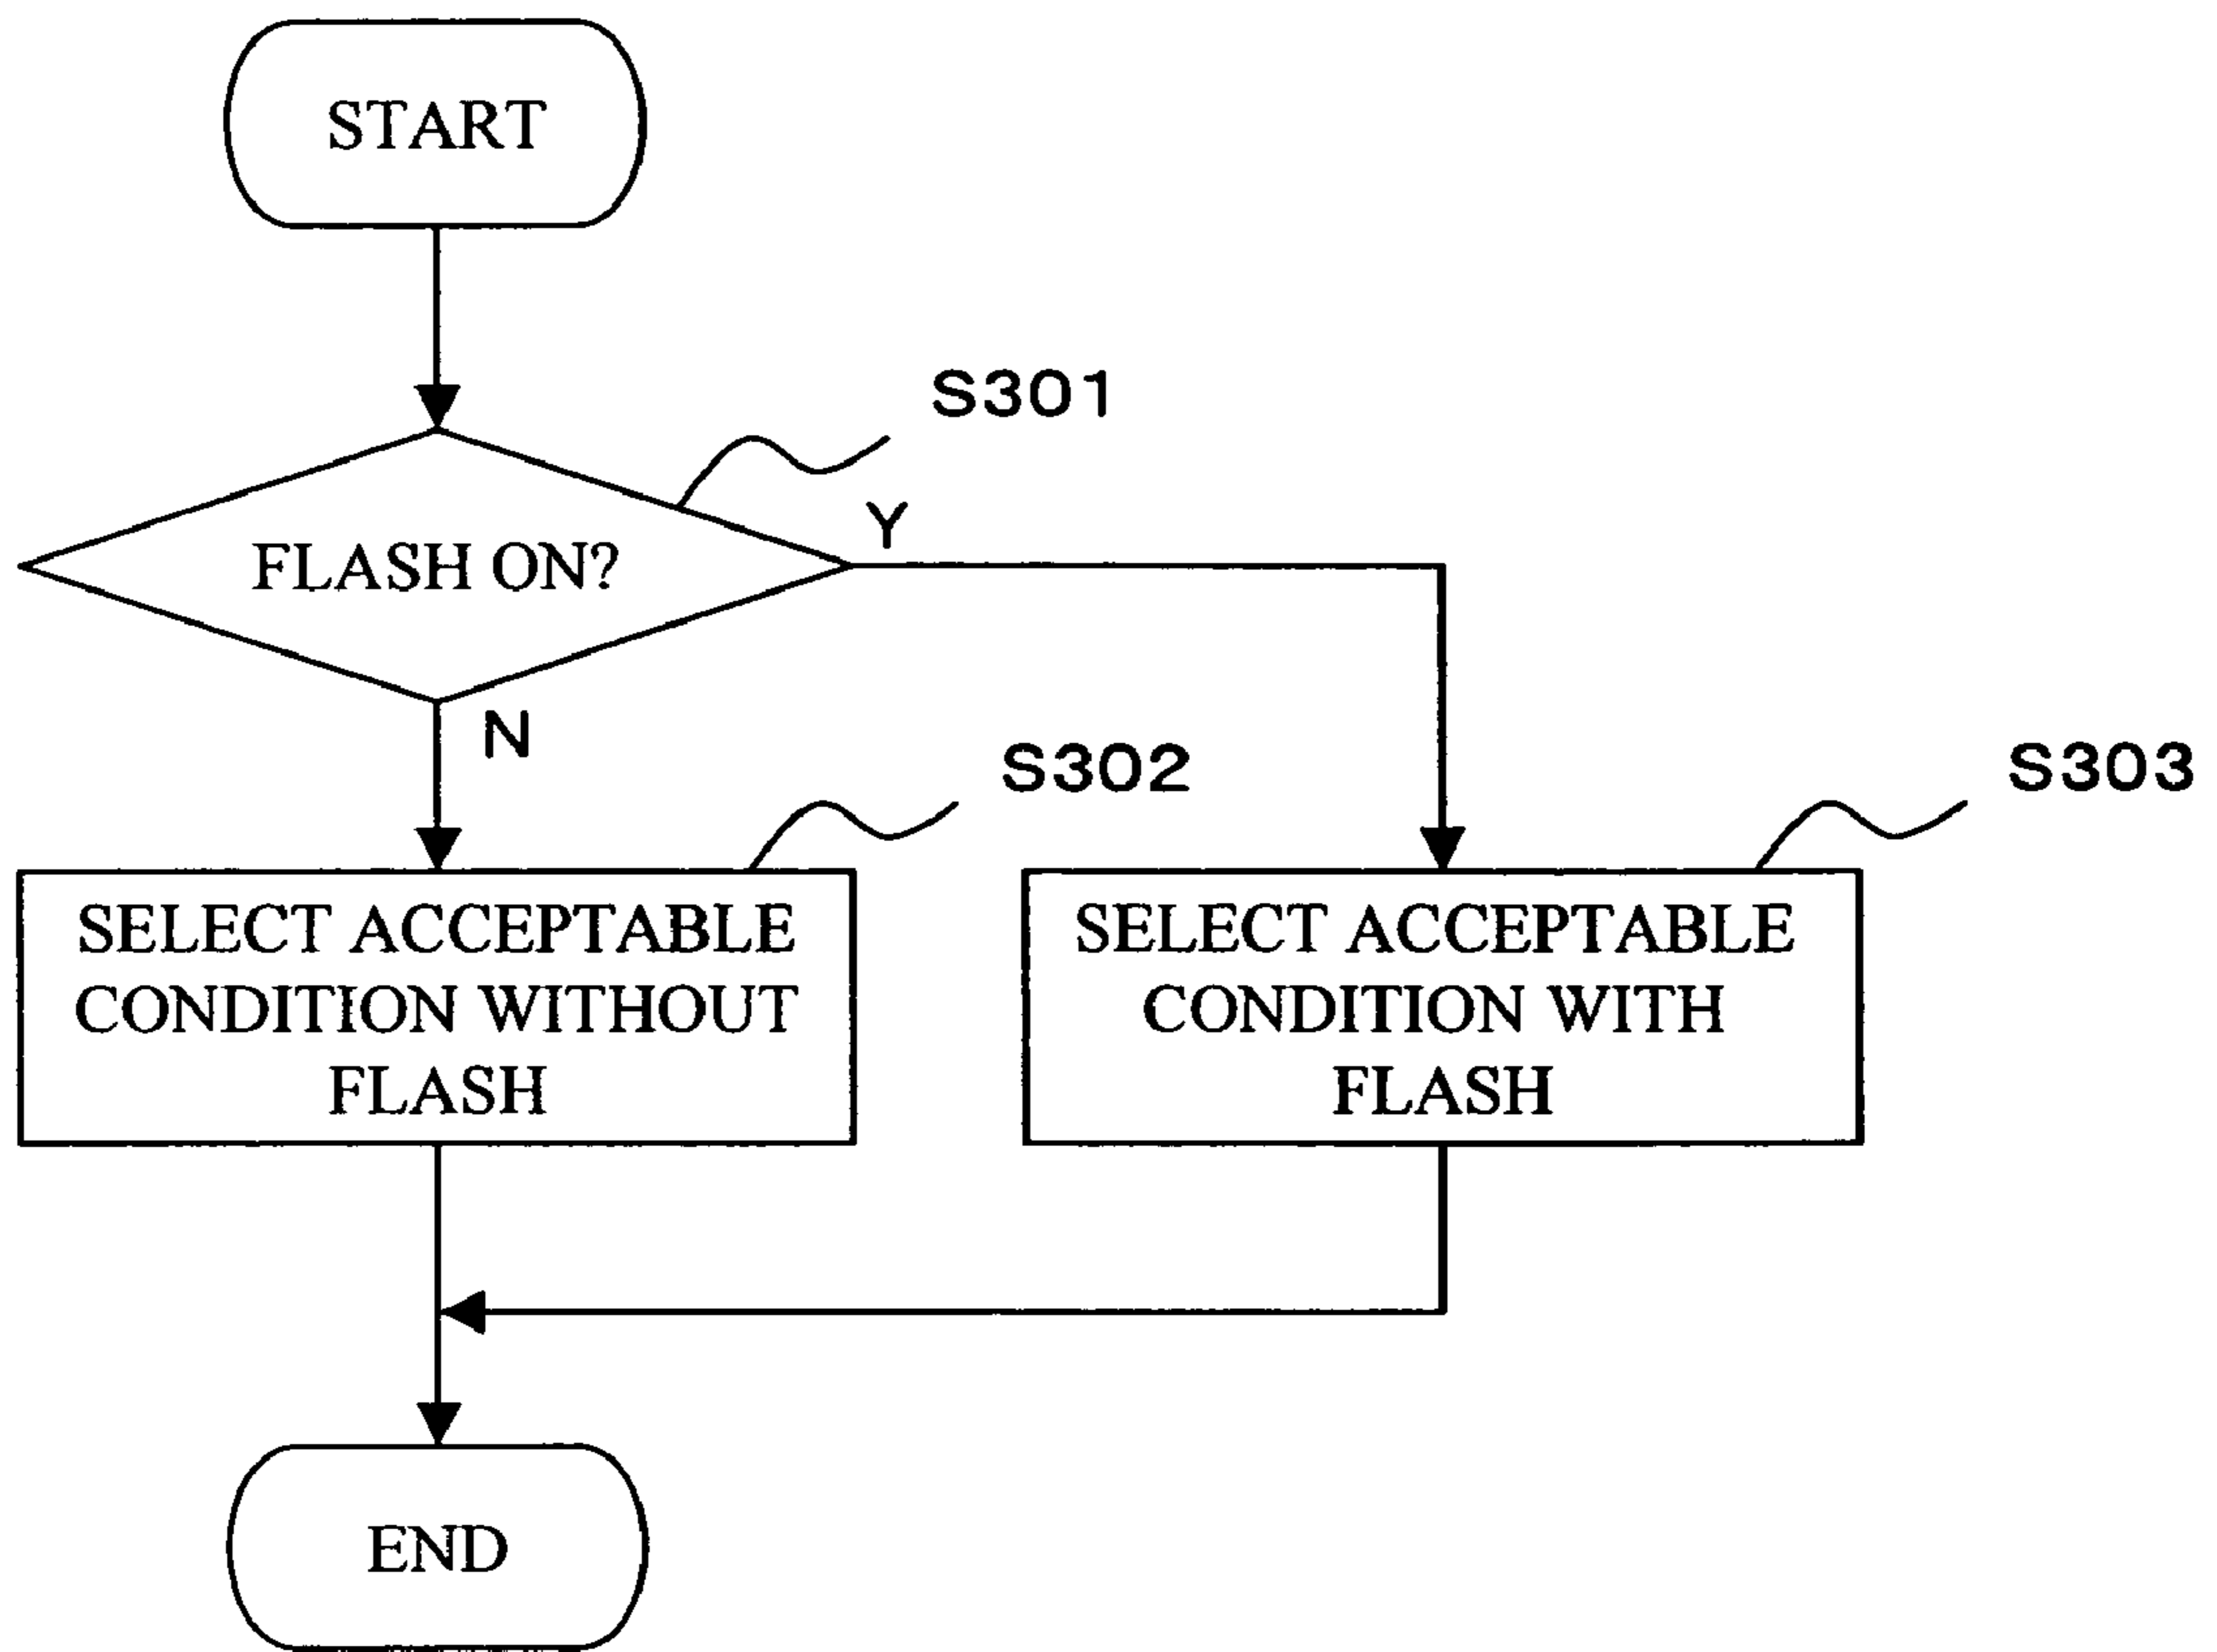 START
S301
Y
FLASH ON?
N
S302
S303
SELECT ACCEPTABLE
CONDITION WITHOUT
FLASH
SELECT ACCEPTABLE
CONDITION WITH
FLASH
END